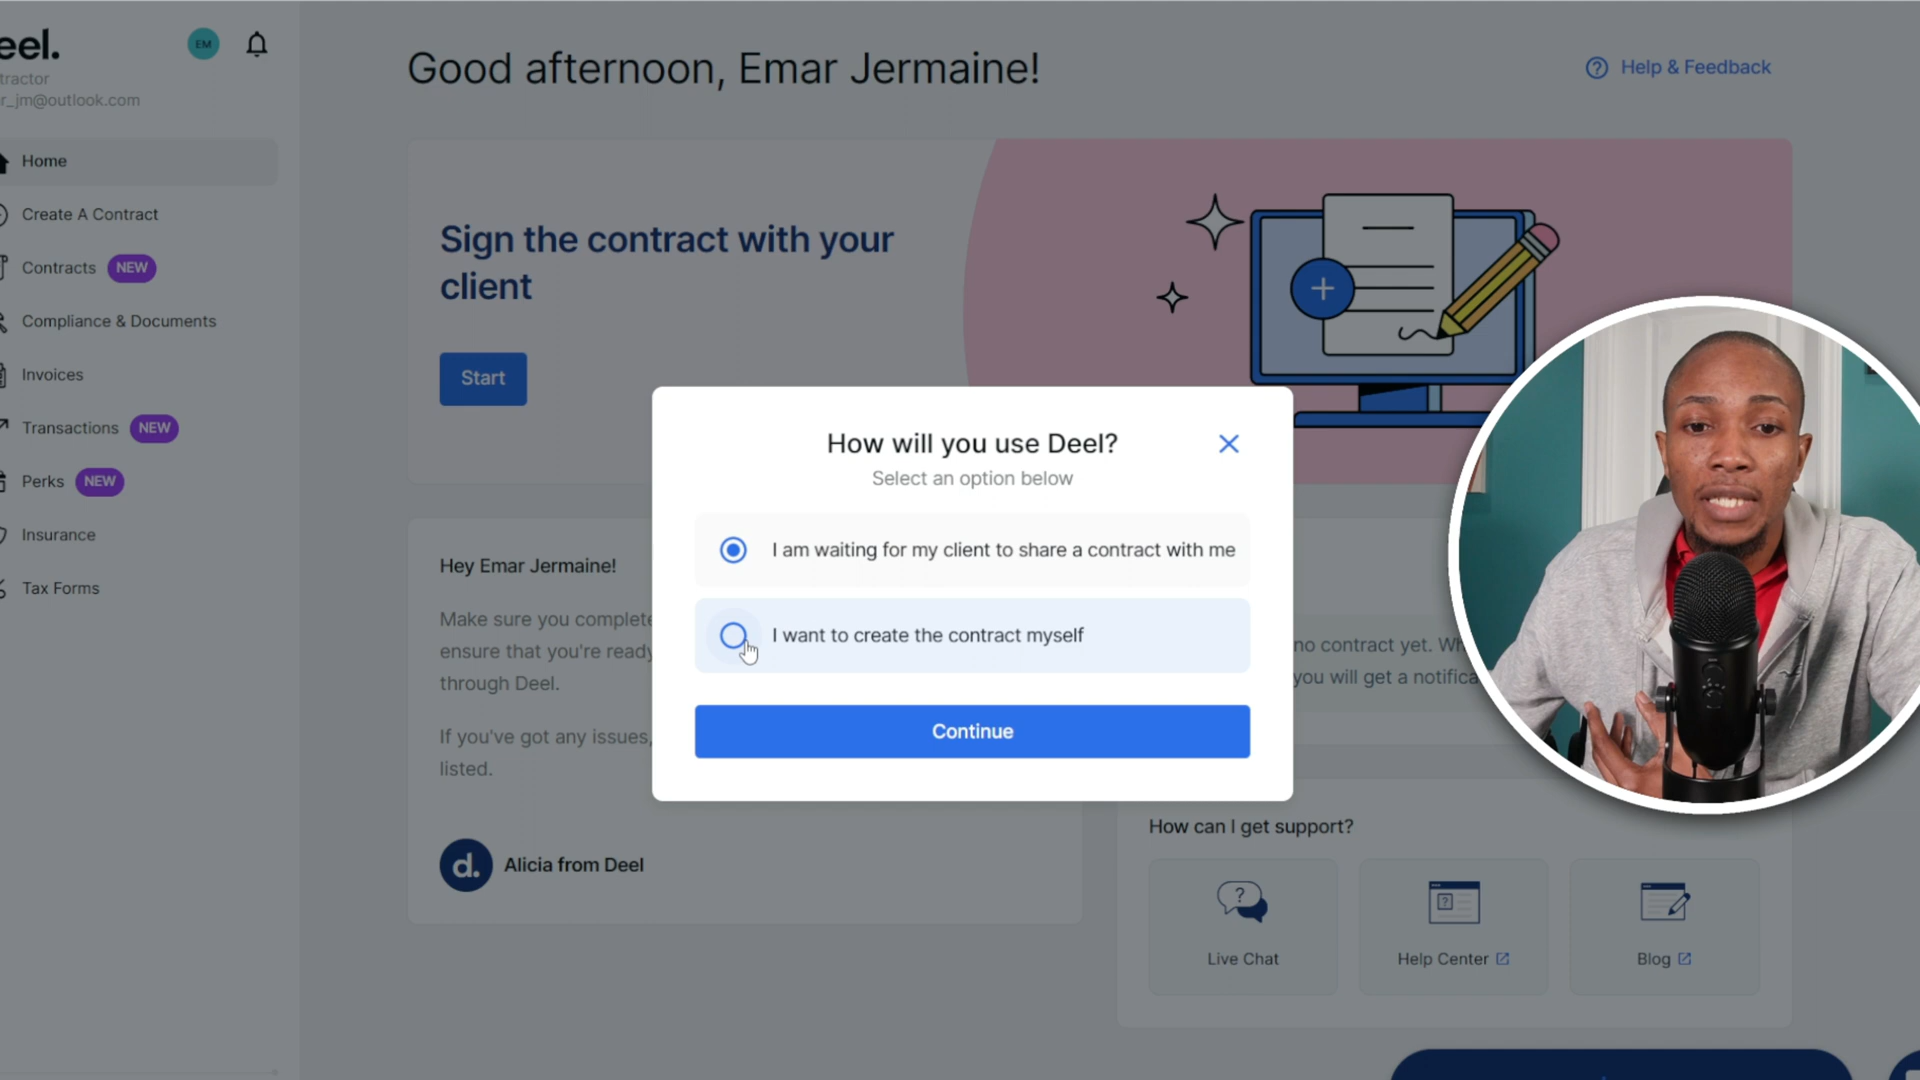 eel.
EM
tractor
r_jm@outlook.com
Home
Create A Contract
Contracts NEW
Compliance & Documents
Invoices
Transactions NEW
Perks NEW
Insurance
Tax Forms
Good afternoon, Emar Jermaine!
Help & Feedback
Sign the contract with your
client
Start
How will you use Deel?
Select an option below
I am waiting for my client to share a contract with me
I want to create the contract myself
Continue
Hey Emar Jermaine!
Make sure you complete
ensure that you're ready
through Deel.
If you've got any issues,
listed.
d.
Alicia from Deel
no contract yet.
you will get a notifica
How can I get support?
Live Chat
Help Center
Blog